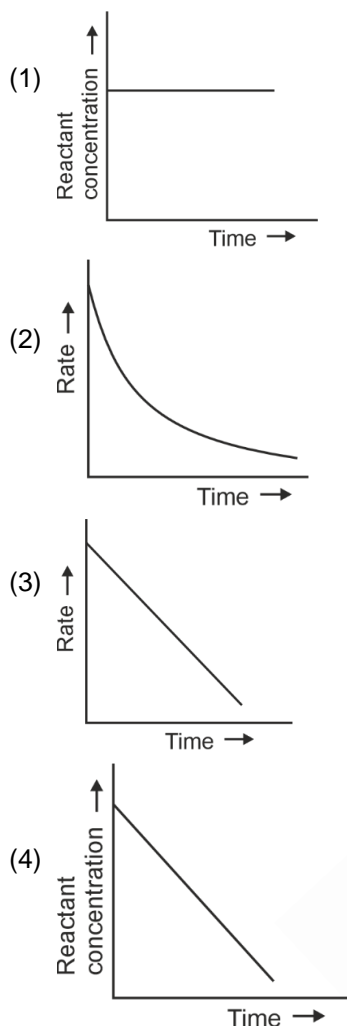 (1)
Reactant
concentration →
Time →
(2)
Rate →
Time →
(3)
Rate →
Time →
(4)
Reactant
concentration →
Time →